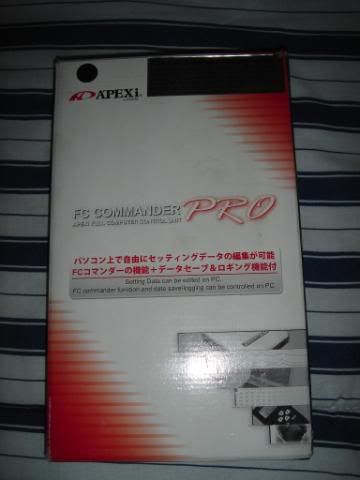 APEXi
FC COMMANDER PRO
APEXi FULL COMPUTER CONTROL UNIT
パソコン上で自由にセッティングデータの編集が可能
FCコマンダーの機能+データセーブ&ロギング機能付
Setting Data can be edited on PC.
FC commander function and data save/logging can be controlled on PC.